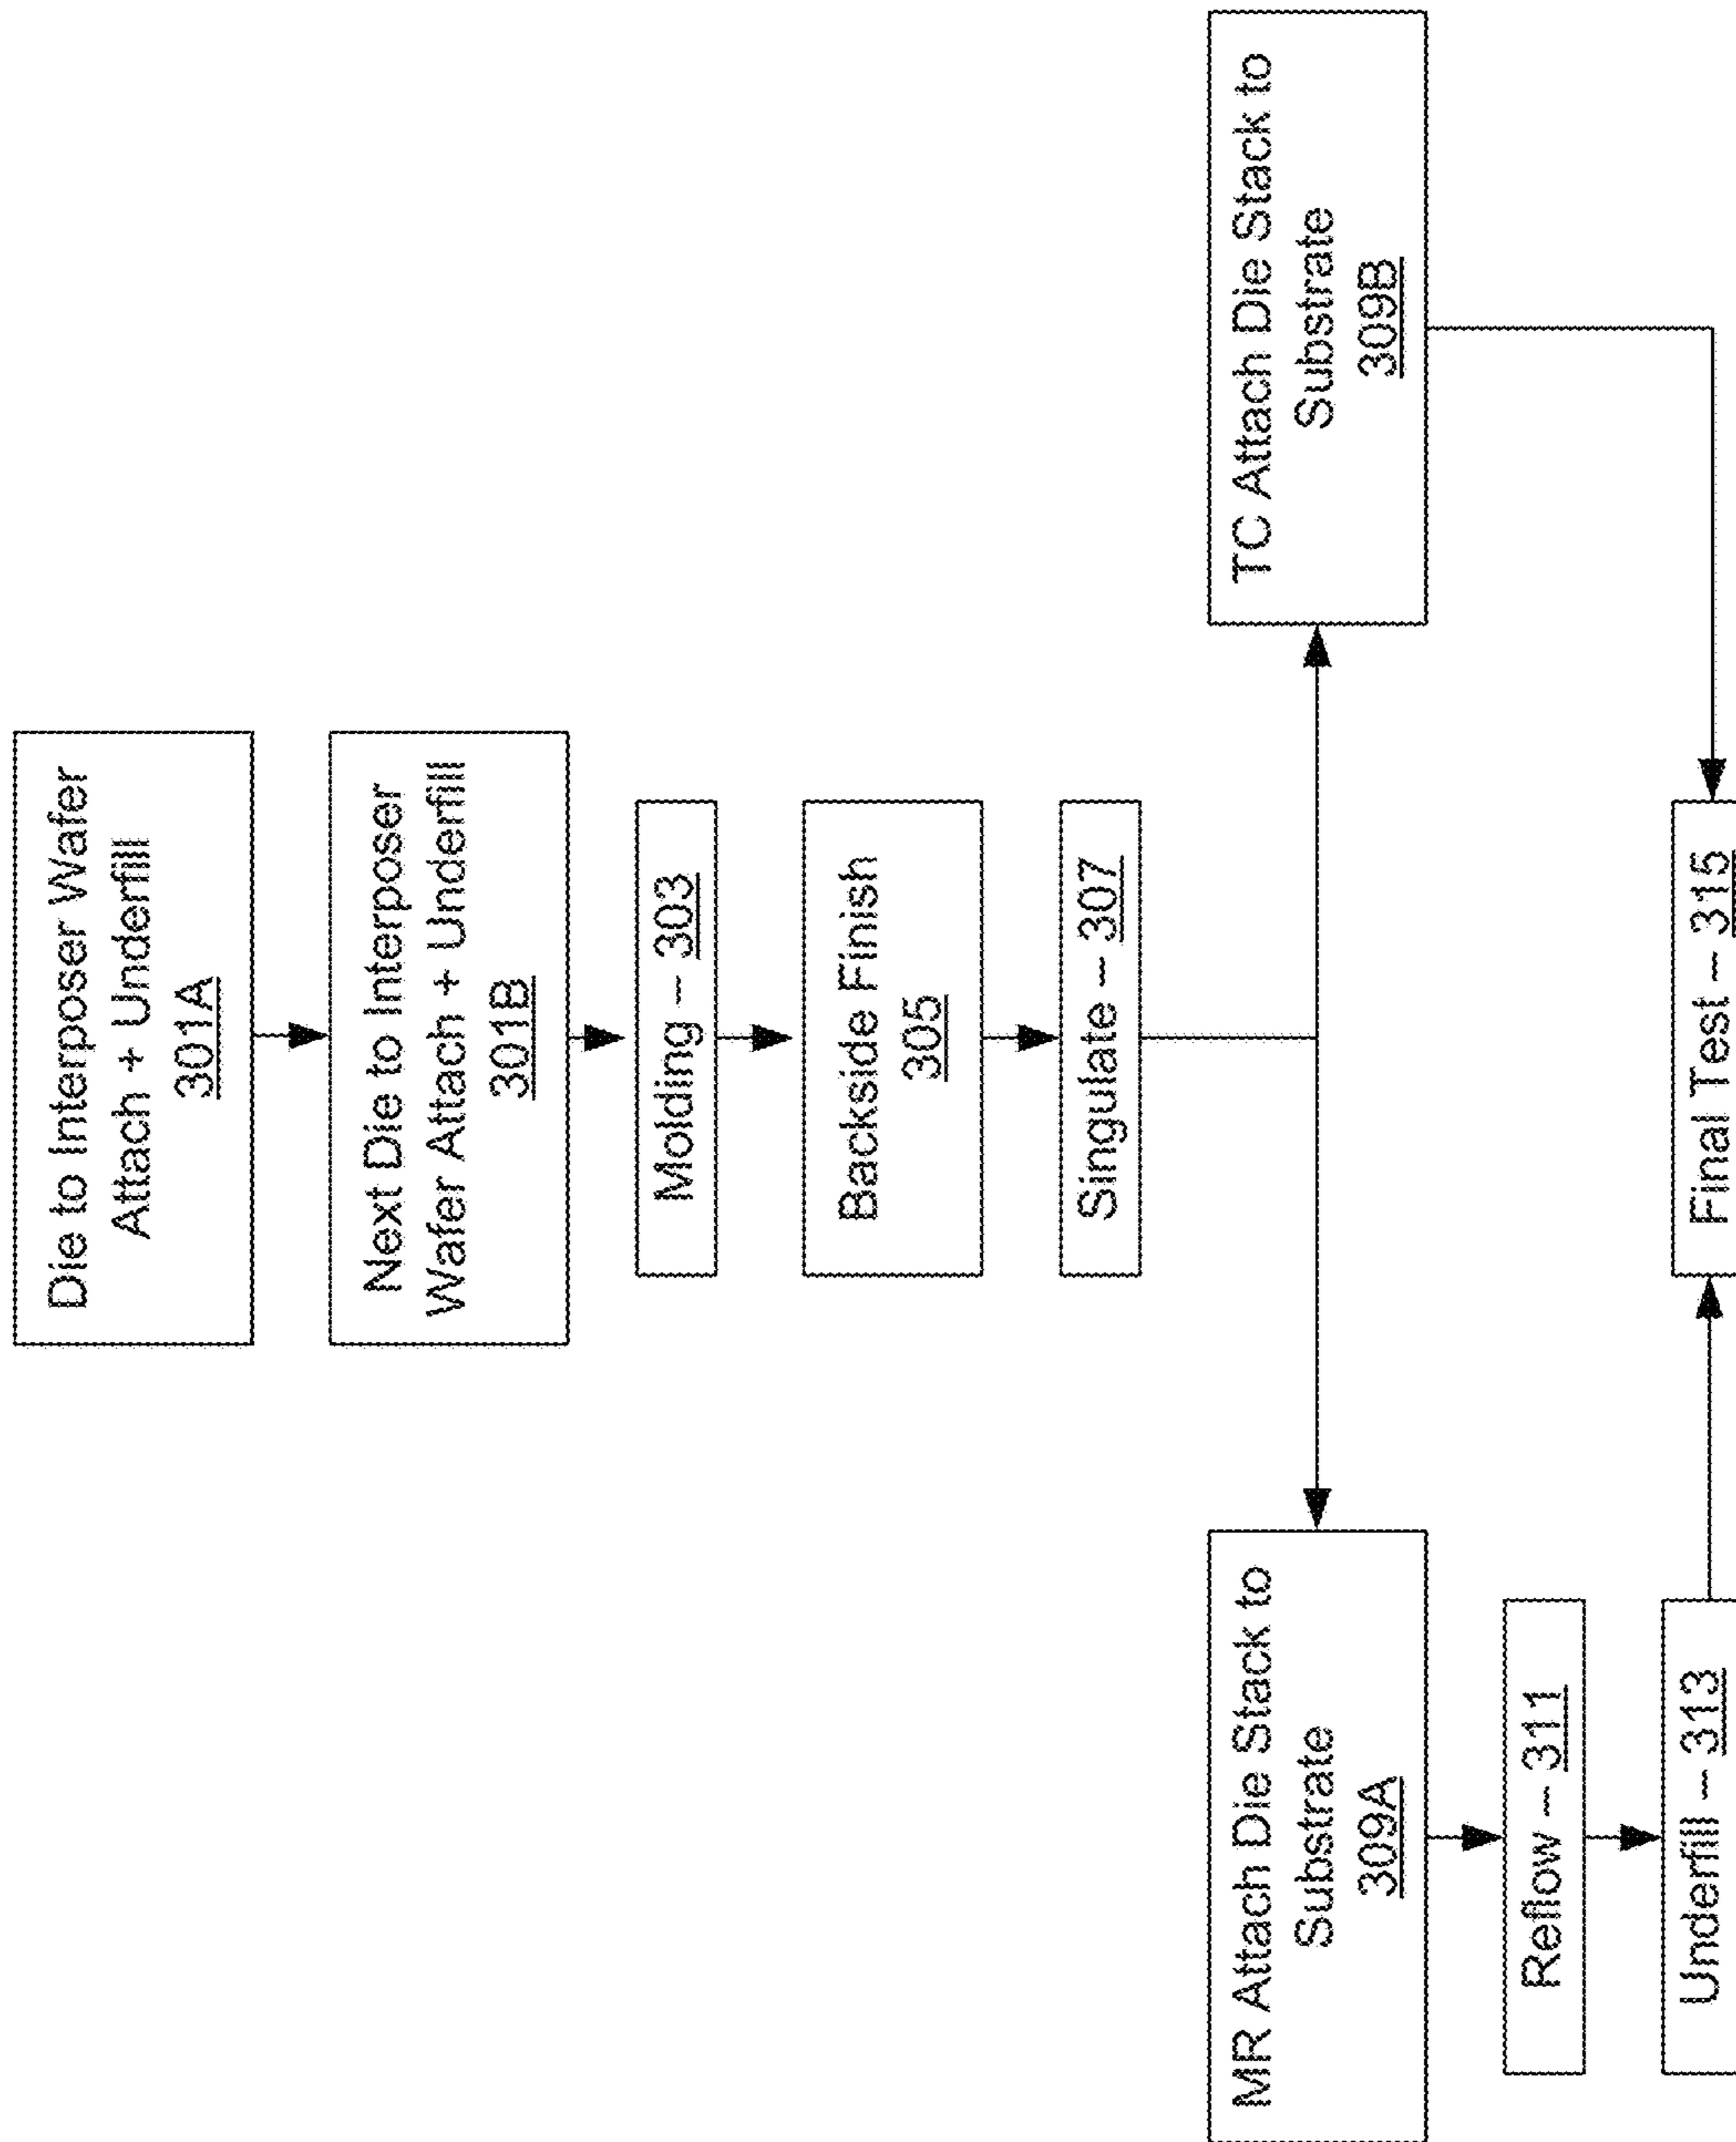 Die to Interposer Wafer
Attach + Underfill
301A
Next Die to Interposer
Wafer Attach + Underfill
301B
Molding – 303
Backside Finish
305
Singulate – 307
MR Attach Die Stack to
Substrate
309A
TC Attach Die Stack to
Substrate
309B
Reflow – 311
Underfill – 313
Final Test – 315